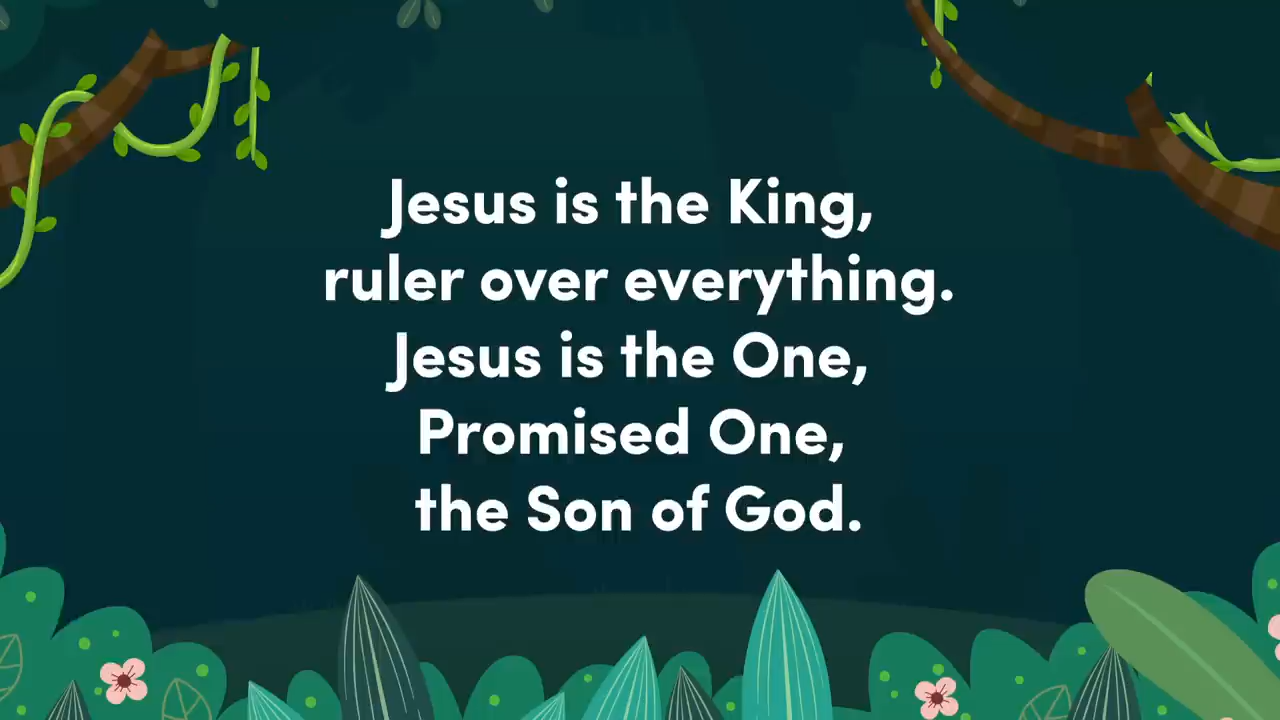 Jesus is the King,
ruler over everything.
Jesus is the One,
Promised One,
the Son of God.